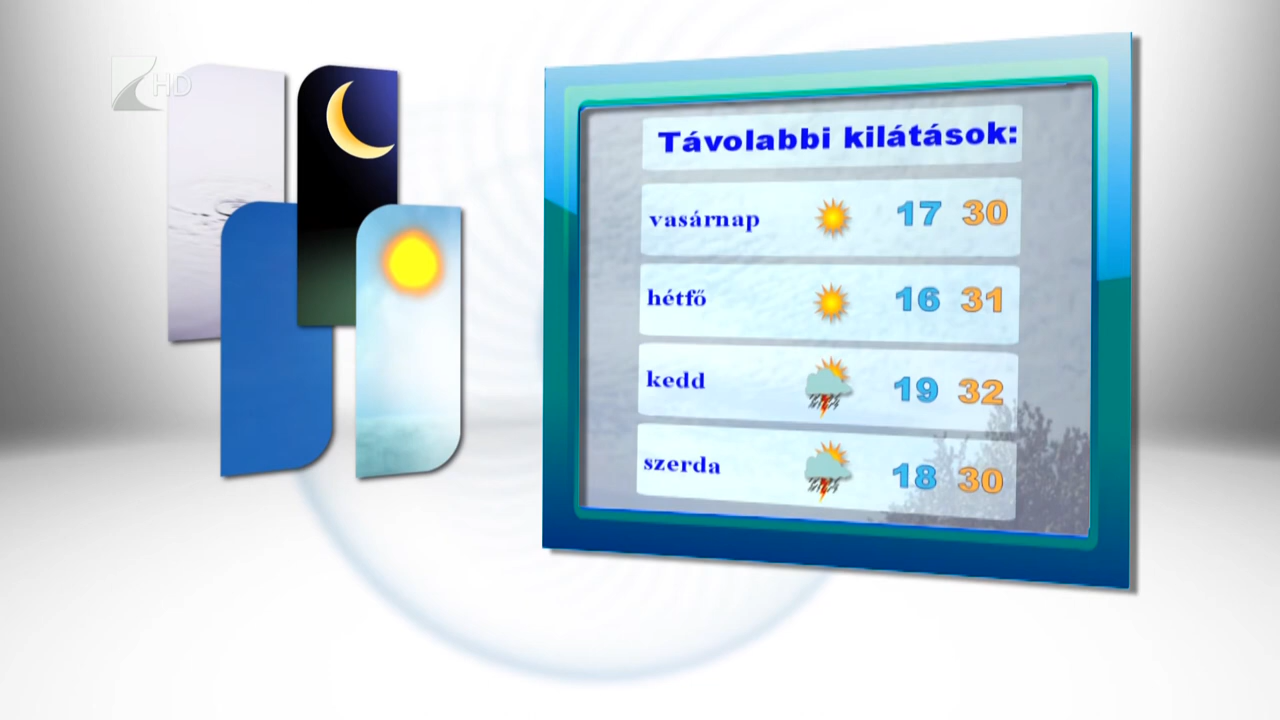 HD
Távolabbi kilátások:
vasárnap 17 30
hétfő 16 31
kedd 19 32
szerda 18 30